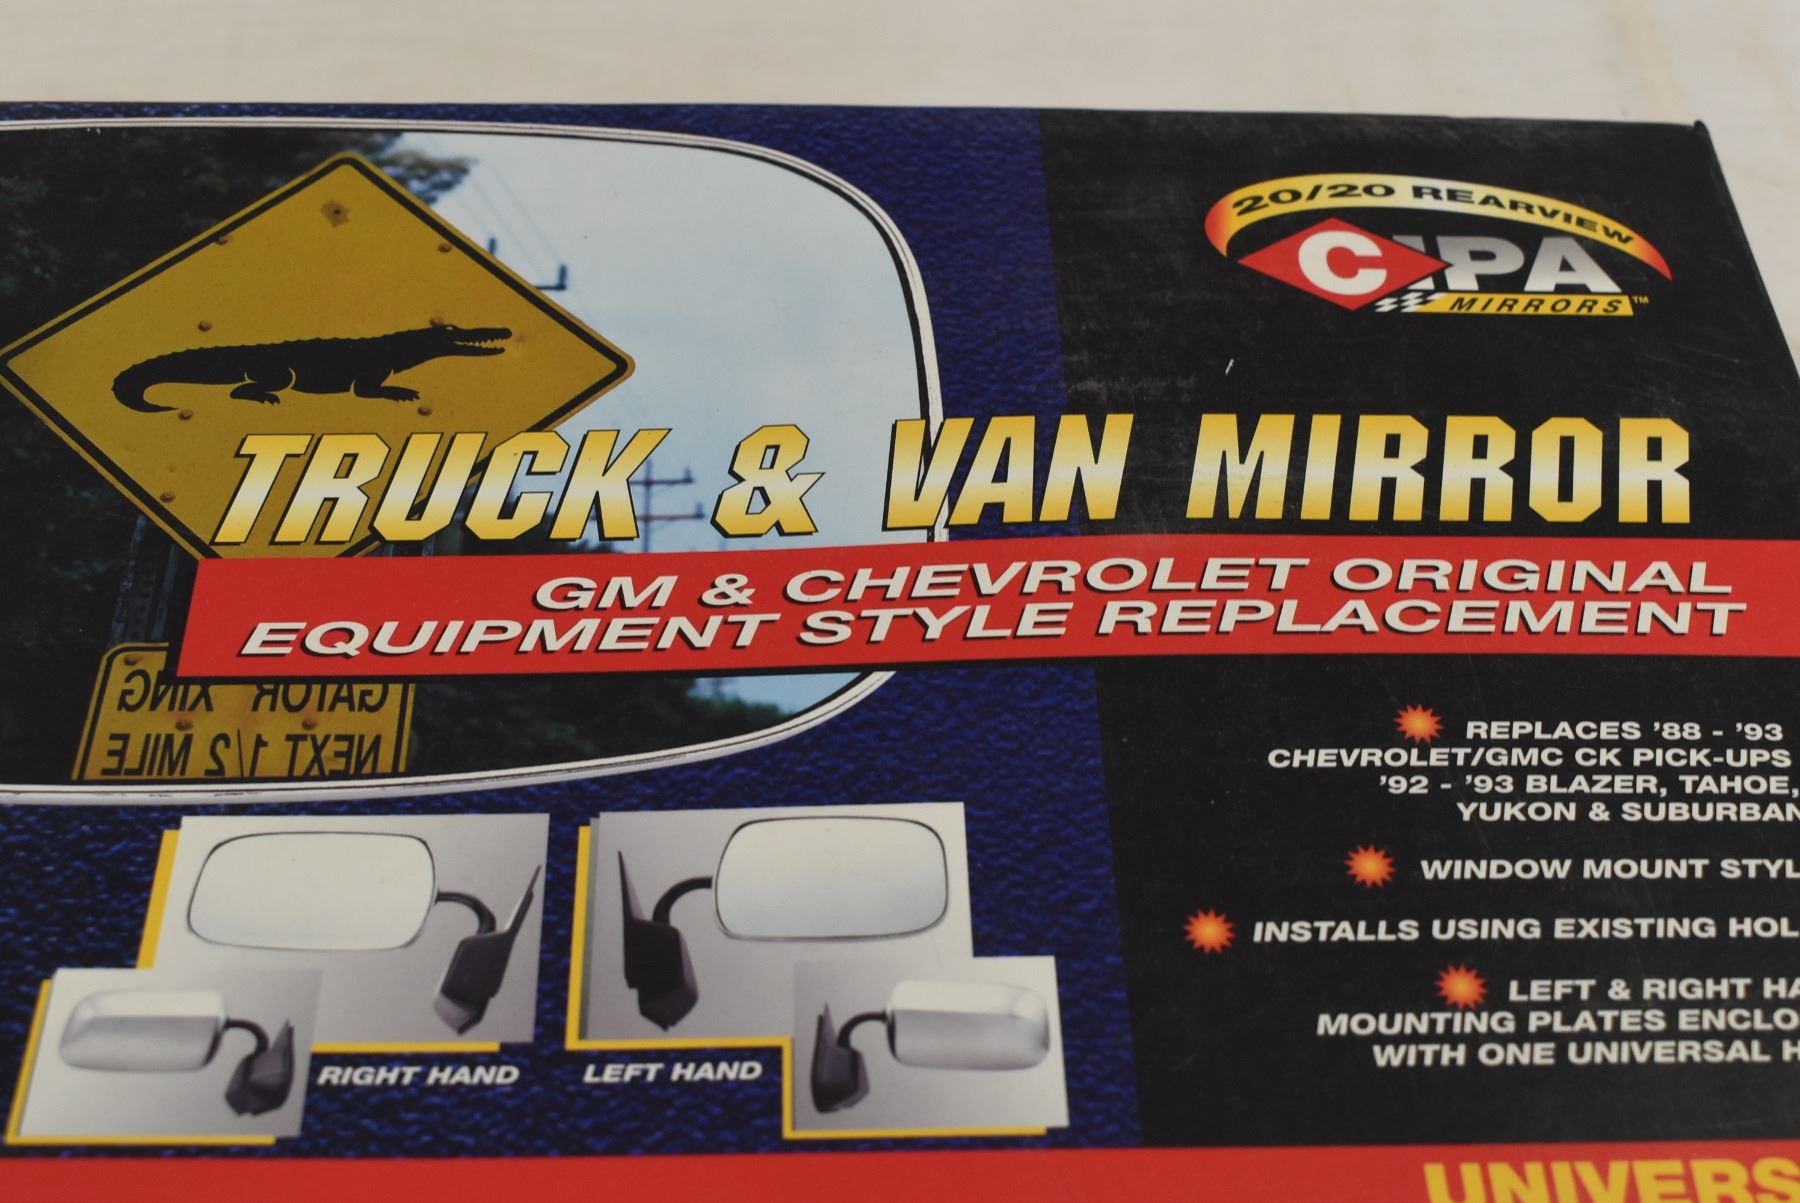 20/20 REARVIEW
CIPA
MIRRORS™
TRUCK & VAN MIRROR
GM & CHEVROLET ORIGINAL
EQUIPMENT STYLE REPLACEMENT
GATOR XING
NEXT 1/2 MILE
REPLACES '88 - '93
CHEVROLET/GMC CK PICK-UPS
'92 - '93 BLAZER, TAHOE,
YUKON & SUBURBAN
WINDOW MOUNT STYL
INSTALLS USING EXISTING HOL
LEFT & RIGHT HA
MOUNTING PLATES ENCLO
WITH ONE UNIVERSAL H
RIGHT HAND
LEFT HAND
UNIVERS